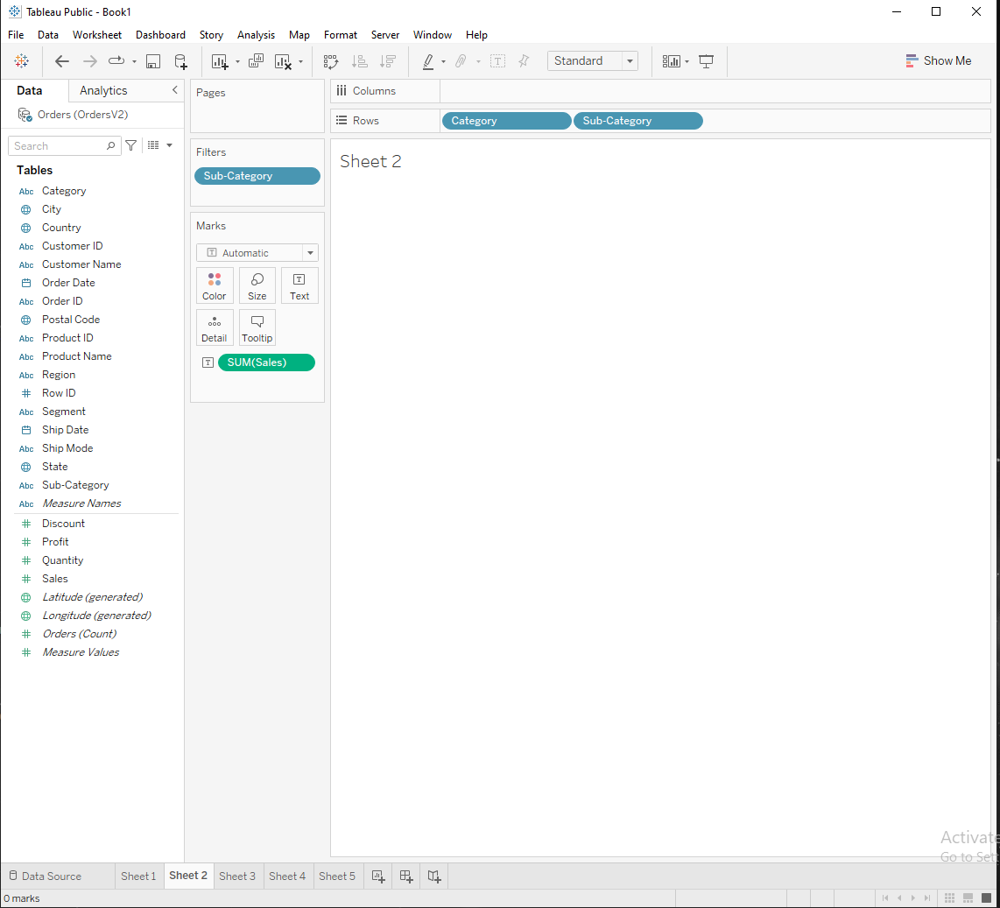 Tableau Public - Book1
File Data Worksheet Dashboard Story Analysis Map Format Server Window Help
Standard
Show Me
Data Analytics
Orders (OrdersV2)
Search
Tables
Abc Category
City
Country
Abc Customer ID
Abc Customer Name
Order Date
Abc Order ID
Postal Code
Abc Product ID
Abc Product Name
Abc Region
# Row ID
Abc Segment
Ship Date
Abc Ship Mode
State
Abc Sub-Category
Abc Measure Names
# Discount
# Profit
# Quantity
# Sales
Latitude (generated)
Longitude (generated)
# Orders (Count)
# Measure Values
Pages
Filters
Sub-Category
Marks
T Automatic
Color Size T Text
Detail Tooltip
T SUM(Sales)
Columns
Rows Category Sub-Category
Sheet 2
Activate
Go to Set
Data Source Sheet 1 Sheet 2 Sheet 3 Sheet 4 Sheet 5
0 marks